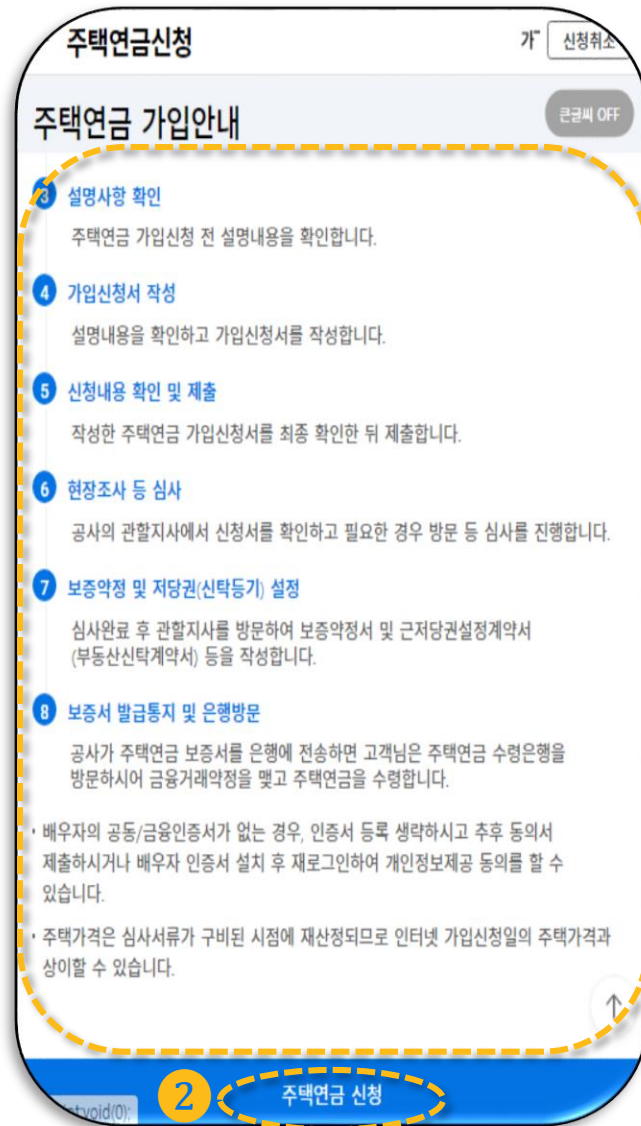 주택연금신청
가 신청취소
주택연금 가입안내
큰글씨 OFF
3 설명사항 확인
주택연금 가입신청 전 설명내용을 확인합니다.
4 가입신청서 작성
설명내용을 확인하고 가입신청서를 작성합니다.
5 신청내용 확인 및 제출
작성한 주택연금 가입신청서를 최종 확인한 뒤 제출합니다.
6 현장조사 등 심사
공사의 관할지사에서 신청서를 확인하고 필요한 경우 방문 등 심사를 진행합니다.
7 보증약정 및 저당권(신탁등기) 설정
심사완료 후 관할지사를 방문하여 보증약정서 및 근저당권설정계약서
(부동산신탁계약서) 등을 작성합니다.
8 보증서 발급통지 및 은행방문
공사가 주택연금 보증서를 은행에 전송하면 고객님은 주택연금 수령은행을
방문하시어 금융거래약정을 맺고 주택연금을 수령합니다.
• 배우자의 공동/금융인증서가 없는 경우, 인증서 등록 생략하시고 추후 동의서
제출하시거나 배우자 인증서 설치 후 재로그인하여 개인정보제공 동의를 할 수
있습니다.
• 주택가격은 심사서류가 구비된 시점에 재산정되므로 인터넷 가입신청일의 주택가격과
상이할 수 있습니다.
2 주택연금 신청
void(0);